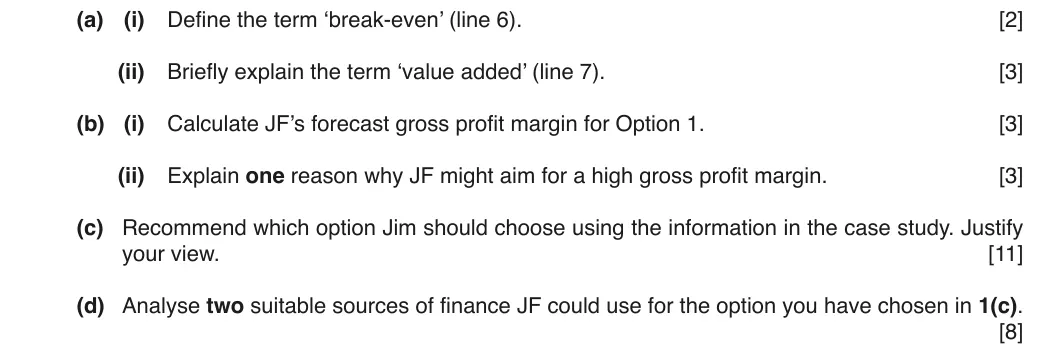 (a) (i) Define the term ‘break-even’ (line 6). [2]
(ii) Briefly explain the term ‘value added’ (line 7). [3]
(b) (i) Calculate JF’s forecast gross profit margin for Option 1. [3]
(ii) Explain one reason why JF might aim for a high gross profit margin. [3]
(c) Recommend which option Jim should choose using the information in the case study. Justify
your view. [11]
(d) Analyse two suitable sources of finance JF could use for the option you have chosen in 1(c).
[8]